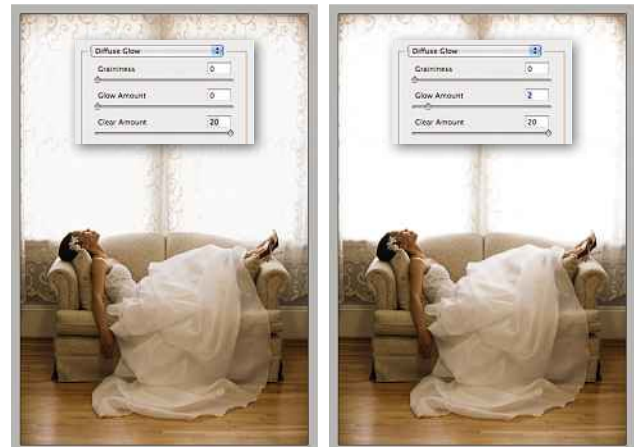 Diffuse Glow
Graininess 0
Glow Amount 0
Clear Amount 20
Diffuse Glow
Graininess 0
Glow Amount 2
Clear Amount 20